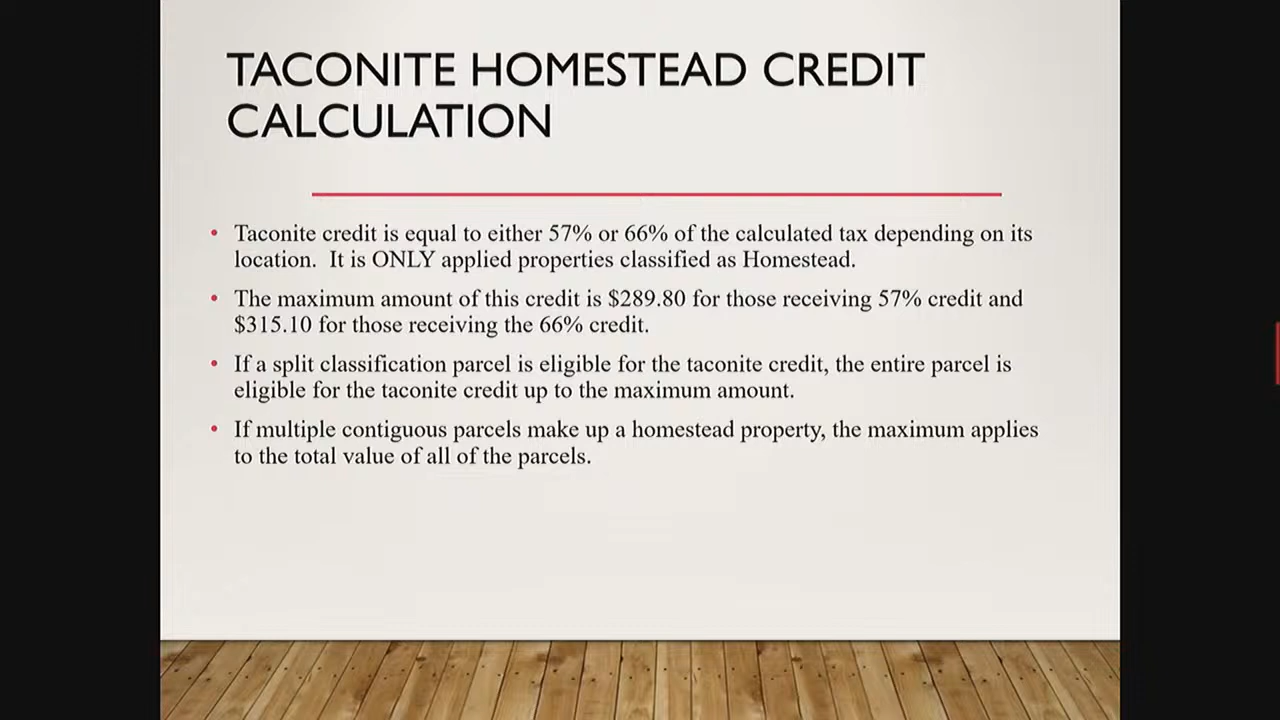 TACONITE HOMESTEAD CREDIT
CALCULATION
• Taconite credit is equal to either 57% or 66% of the calculated tax depending on its
location.  It is ONLY applied properties classified as Homestead.
• The maximum amount of this credit is $289.80 for those receiving 57% credit and
$315.10 for those receiving the 66% credit.
• If a split classification parcel is eligible for the taconite credit, the entire parcel is
eligible for the taconite credit up to the maximum amount.
• If multiple contiguous parcels make up a homestead property, the maximum applies
to the total value of all of the parcels.